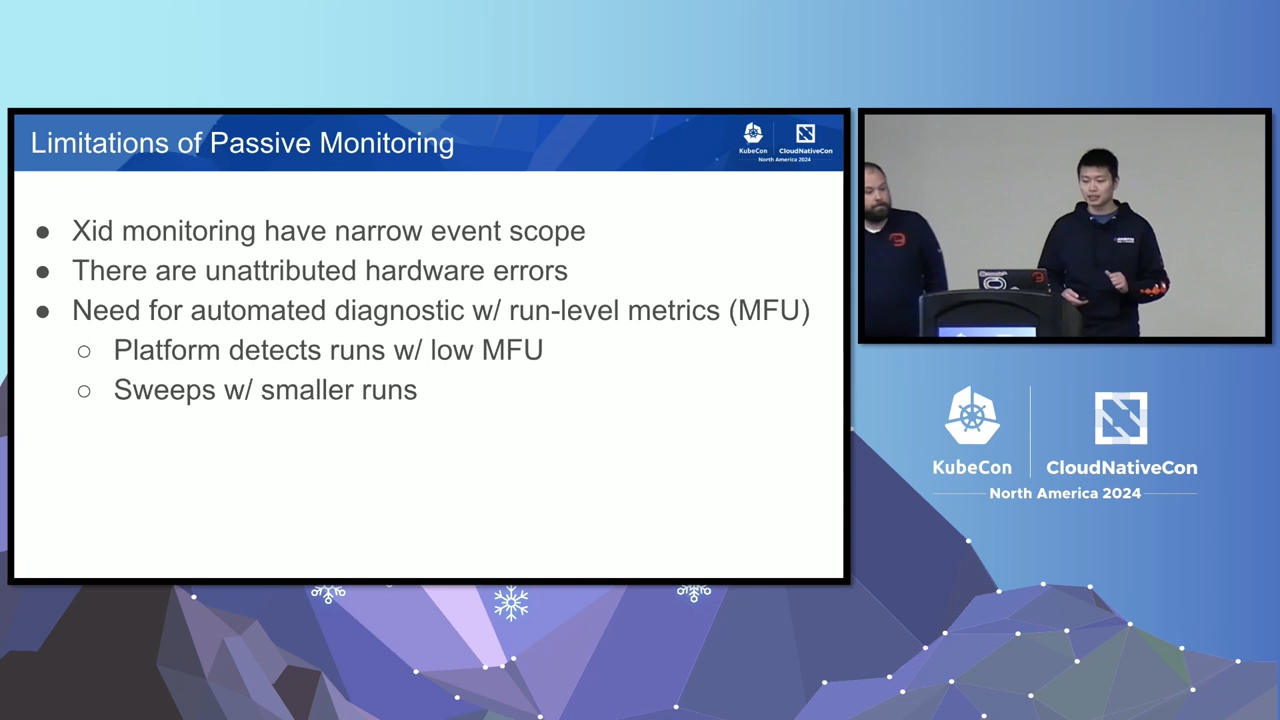 Limitations of Passive Monitoring
KubeCon
CloudNativeCon
North America 2024
● Xid monitoring have narrow event scope
● There are unattributed hardware errors
● Need for automated diagnostic w/ run-level metrics (MFU)
○ Platform detects runs w/ low MFU
○ Sweeps w/ smaller runs
KubeCon
CloudNativeCon
North America 2024